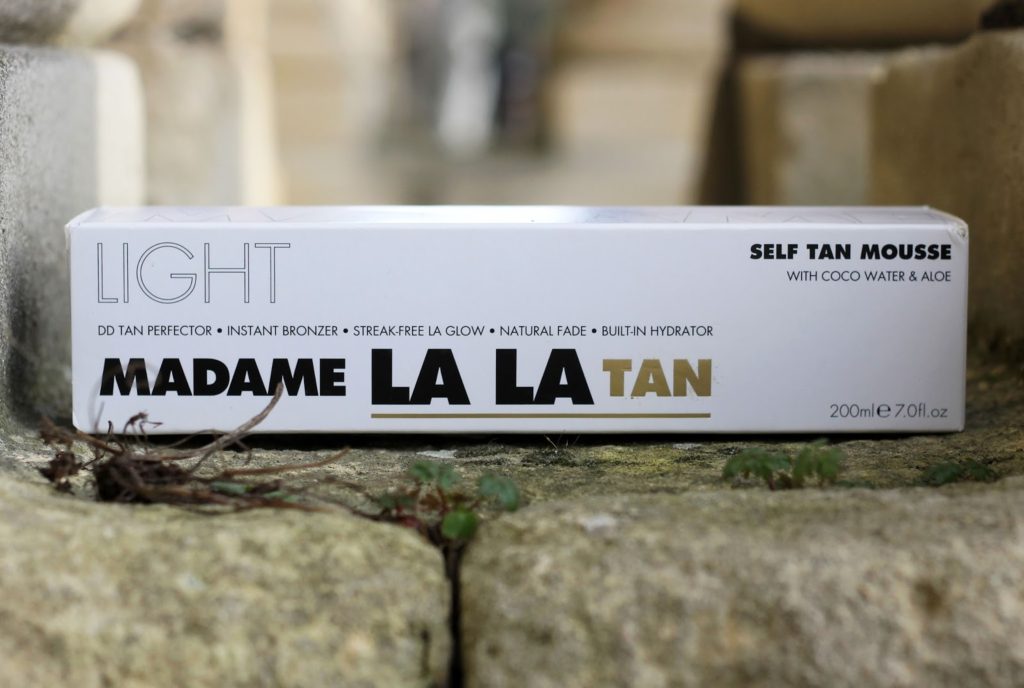 LIGHT
SELF TAN MOUSSE
WITH COCO WATER & ALOE
DD TAN PERFECTOR • INSTANT BRONZER • STREAK-FREE LA GLOW • NATURAL FADE • BUILT-IN HYDRATOR
MADAME LA LA TAN
200ml ℮ 7.0fl.oz